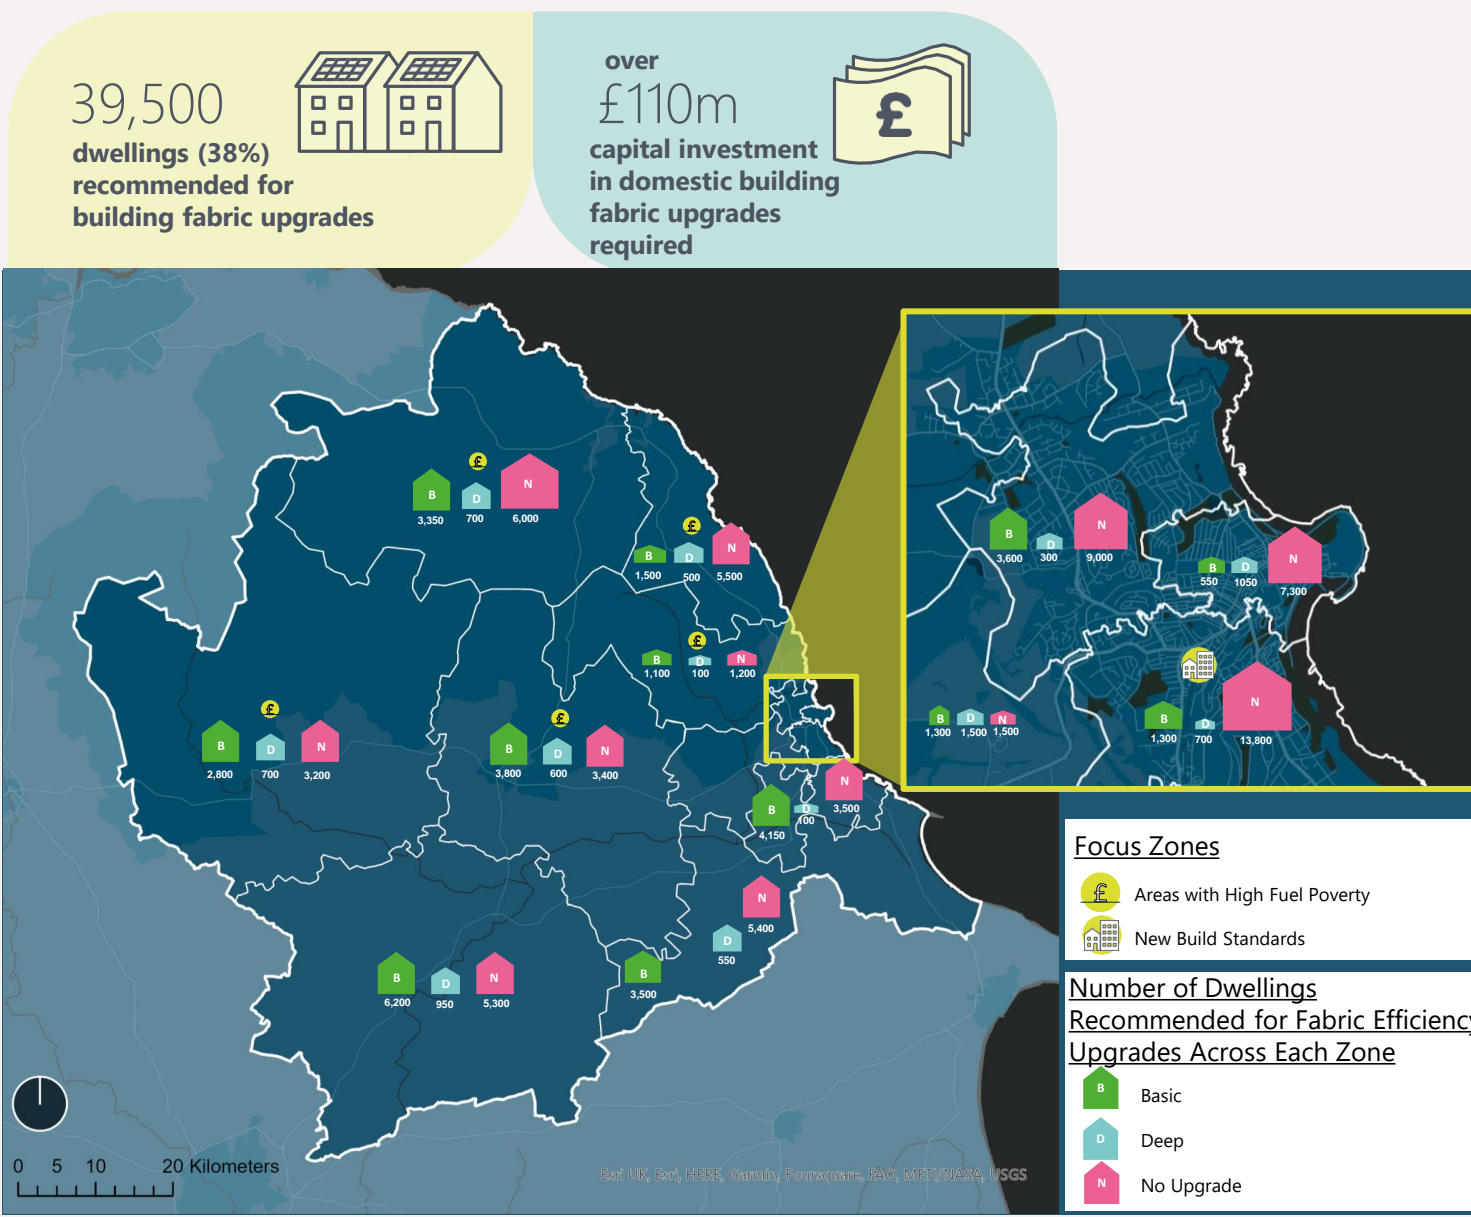 39,500
dwellings (38%)
recommended for
building fabric upgrades
over
£110m
capital investment
in domestic building
fabric upgrades
required
£
£
B
D
N
3,350
700
6,000
£
B
D
N
1,500
500
5,500
£
B
D
N
1,100
100
1,200
£
B
D
N
2,800
700
3,200
£
B
D
N
3,800
600
3,400
B
D
N
4,150
100
3,500
N
5,400
D
550
B
3,500
B
D
N
6,200
950
5,300
B
D
N
3,600
300
9,000
B
D
N
550
1050
7,300
B
D
N
1,300
1,500
1,500
B
D
N
1,300
700
13,800
Focus Zones
£
Areas with High Fuel Poverty
New Build Standards
Number of Dwellings
Recommended for Fabric Efficiency
Upgrades Across Each Zone
B
Basic
D
Deep
N
No Upgrade
0 5 10 20 Kilometers
Esri UK, Esri, HERE, Garmin, Foursquare, FAO, METI/NASA, USGS